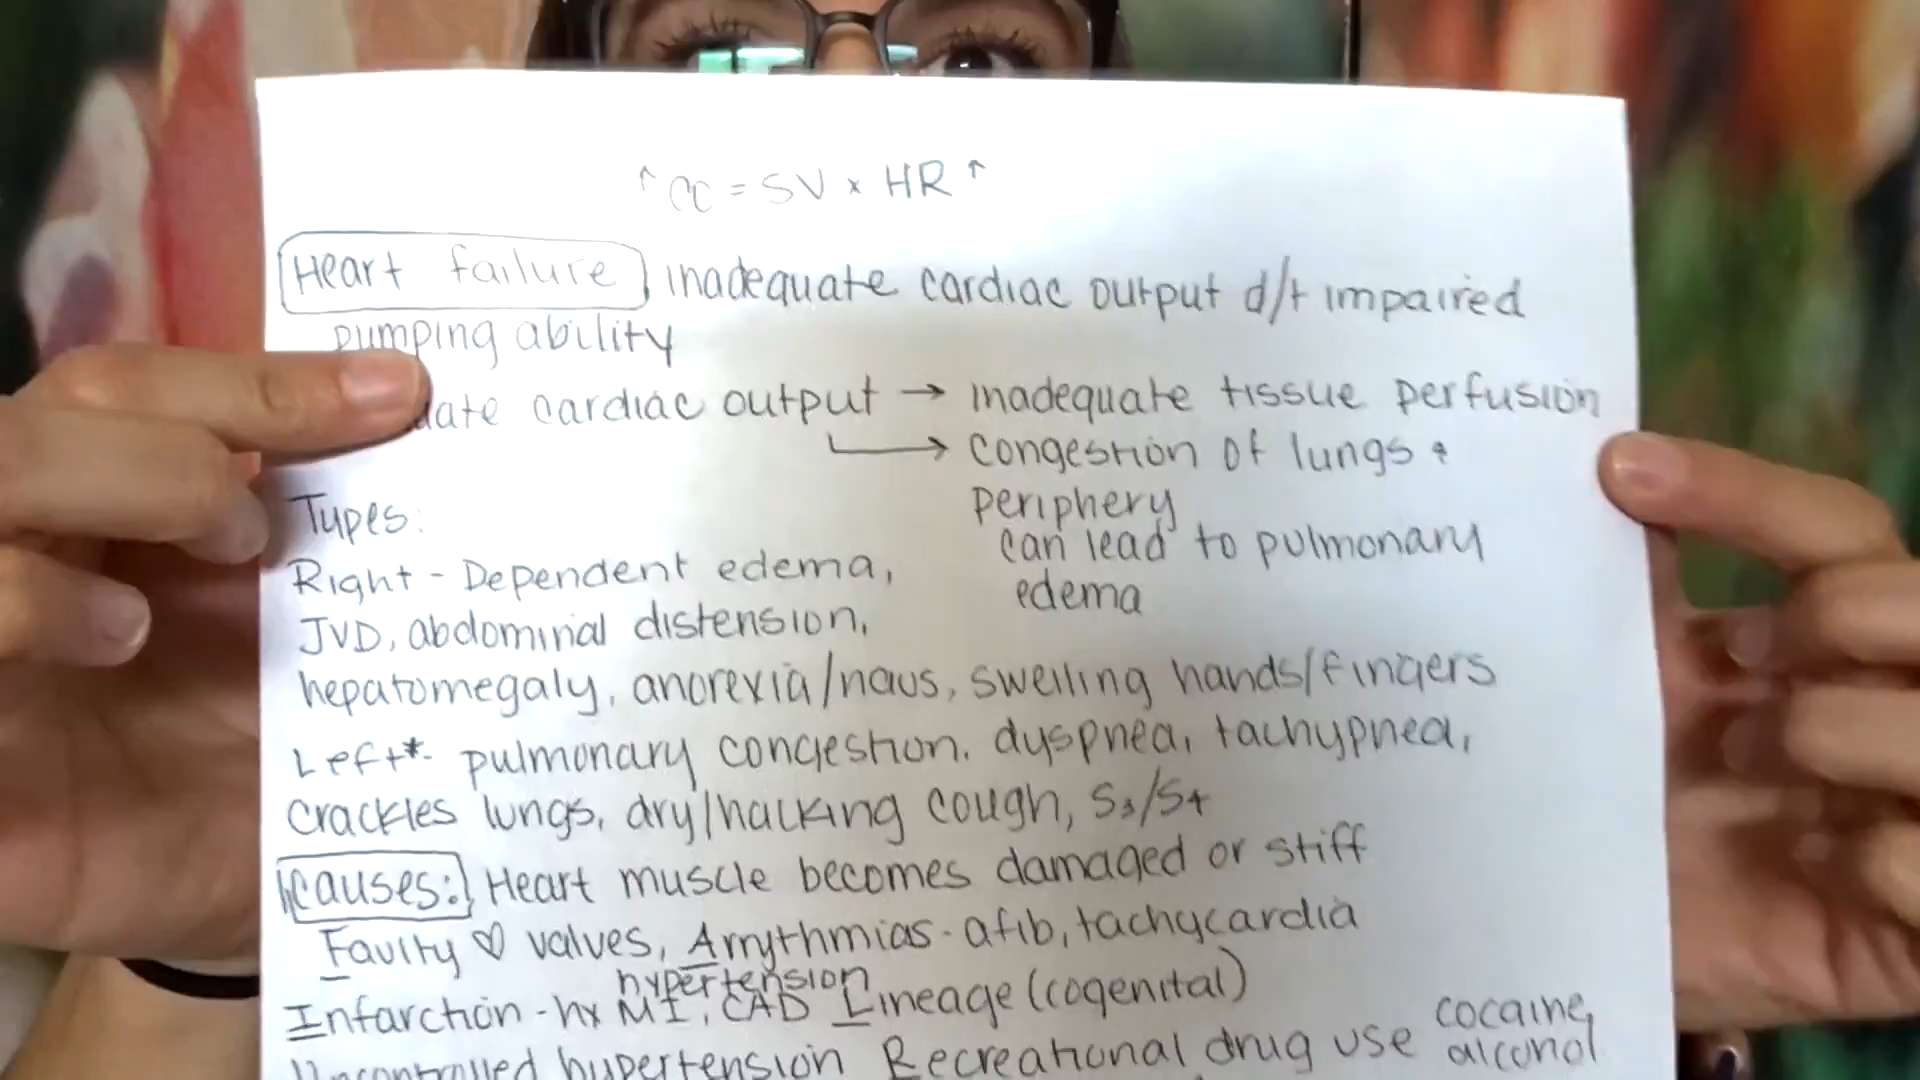 ↑ CO = SV × HR ↑
Heart failure, inadequate cardiac output d/t impaired
pumping ability
cardiac output → inadequate tissue perfusion
→ congestion of lungs &
periphery
can lead to pulmonary
edema
Types:
Right - Dependent edema,
JVD, abdominal distension,
hepatomegaly, anorexia/naus, swelling hands/fingers
Left*- pulmonary congestion. dyspnea, tachypnea,
crackles lungs, dry/hacking cough, S3/S4
Causes: Heart muscle becomes damaged or stiff
Faulty ♡ valves, Arrythmias - afib, tachycardia
hypertension
Infarction - hx MI, CAD Lineage (cogenital)
cocaine,
Uncontrolled hypertension Recreational drug use alcohol